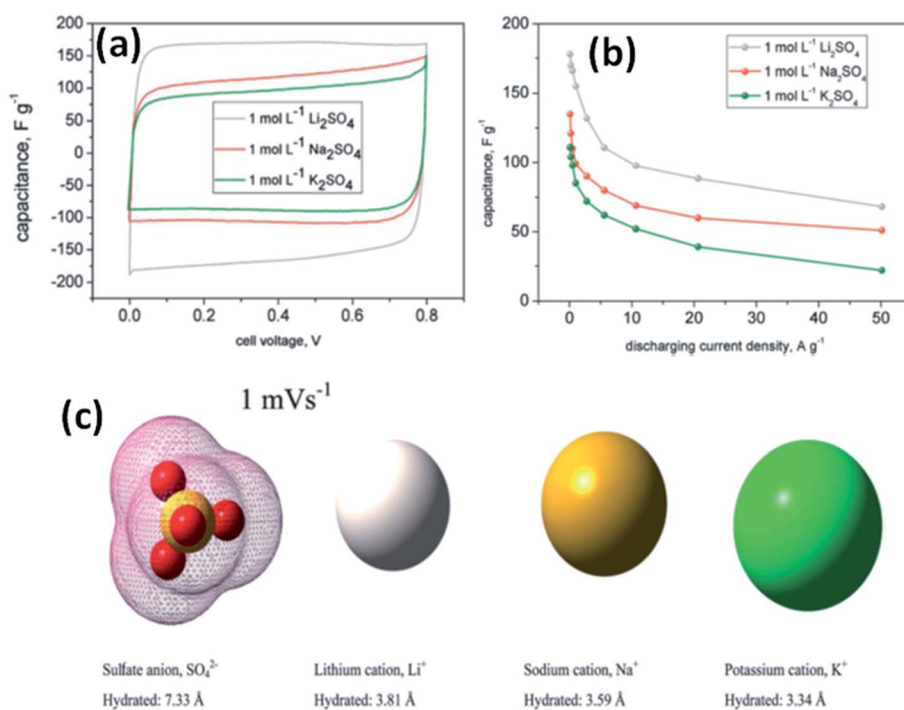 (a)
200
150
100
50
0
-50
-100
-150
-200
capacitance, F g⁻¹
1 mol L⁻¹ Li₂SO₄
1 mol L⁻¹ Na₂SO₄
1 mol L⁻¹ K₂SO₄
0.0 0.2 0.4 0.6 0.8
cell voltage, V
(b)
200
150
100
50
0
capacitance, F g⁻¹
1 mol L⁻¹ Li₂SO₄
1 mol L⁻¹ Na₂SO₄
1 mol L⁻¹ K₂SO₄
0 10 20 30 40 50
discharging current density, A g⁻¹
(c)
1 mVs⁻¹
Sulfate anion, SO₄²⁻
Hydrated: 7.33 Å
Lithium cation, Li⁺
Hydrated: 3.81 Å
Sodium cation, Na⁺
Hydrated: 3.59 Å
Potassium cation, K⁺
Hydrated: 3.34 Å